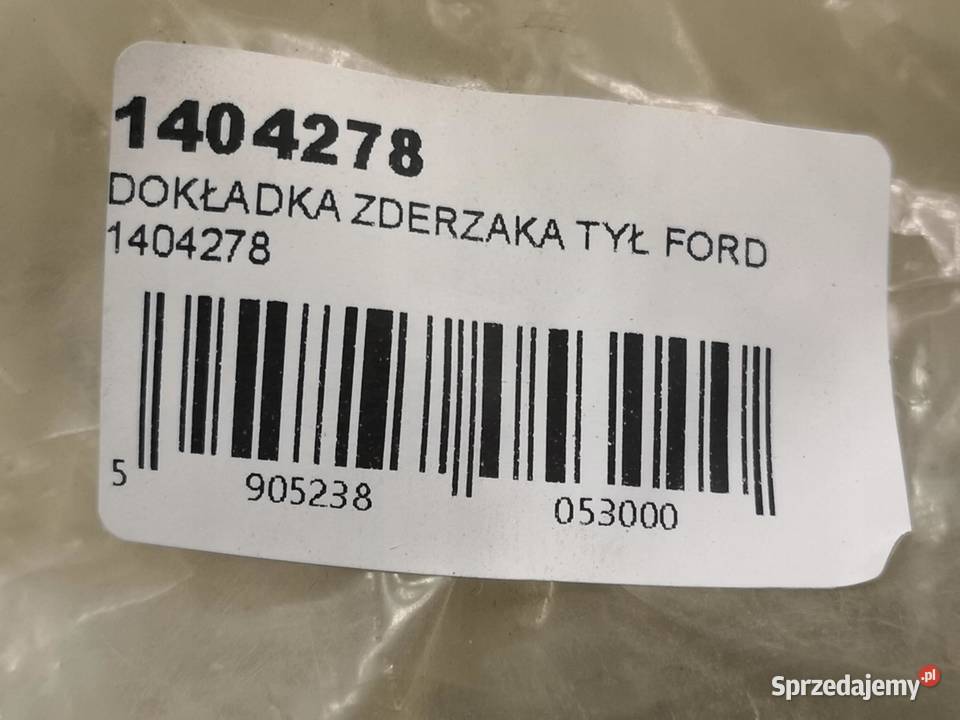 1404278
DOKŁADKA ZDERZAKA TYŁ FORD
1404278
5 905238 053000
Sprzedajemy.pl